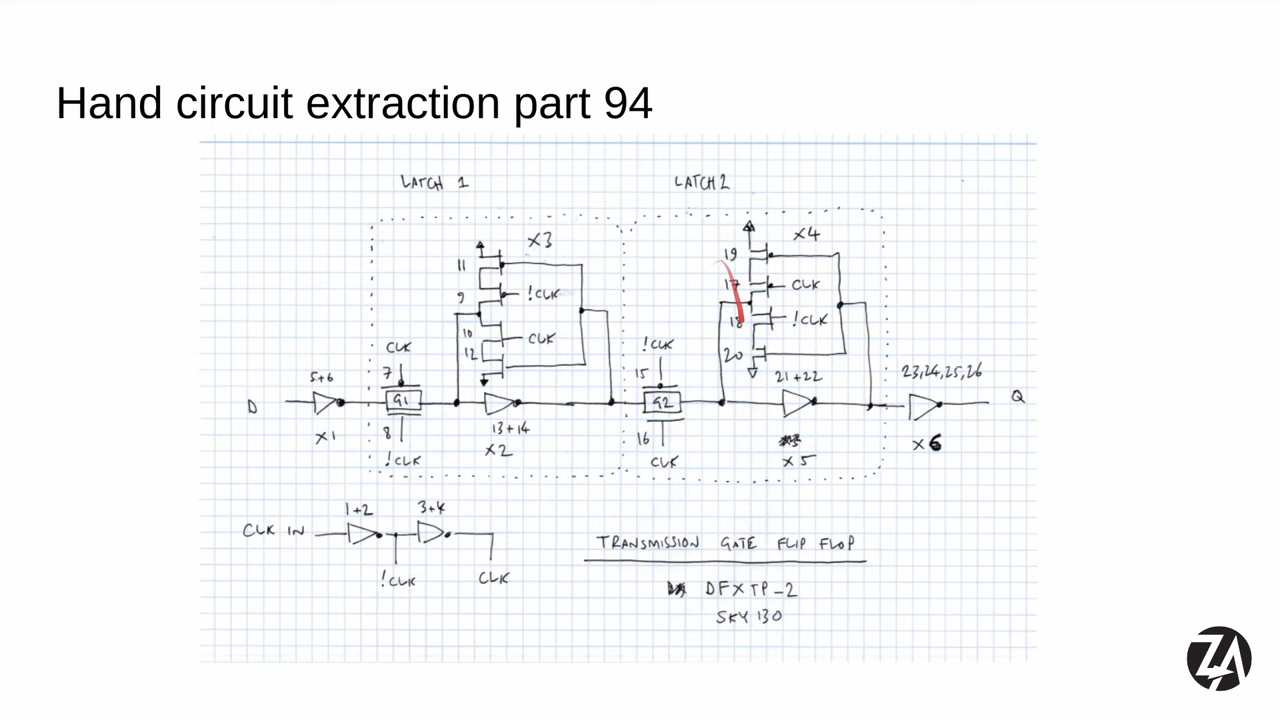 Hand circuit extraction part 94
LATCH 1
LATCH2
x3
x4
11
19
9
!CLK
17
CLK
10
CLK
18
!CLK
12
20
CLK
!CLK
5+6
7
15
21+22
23,24,25,26
D
G1
G2
Q
13+14
x1
8
x2
16
x5
x6
!CLK
CLK
1+2
3+4
CLK IN
!CLK
CLK
TRANSMISSION GATE FLIP FLOP
DFXTP-2
SKY 130
ZA